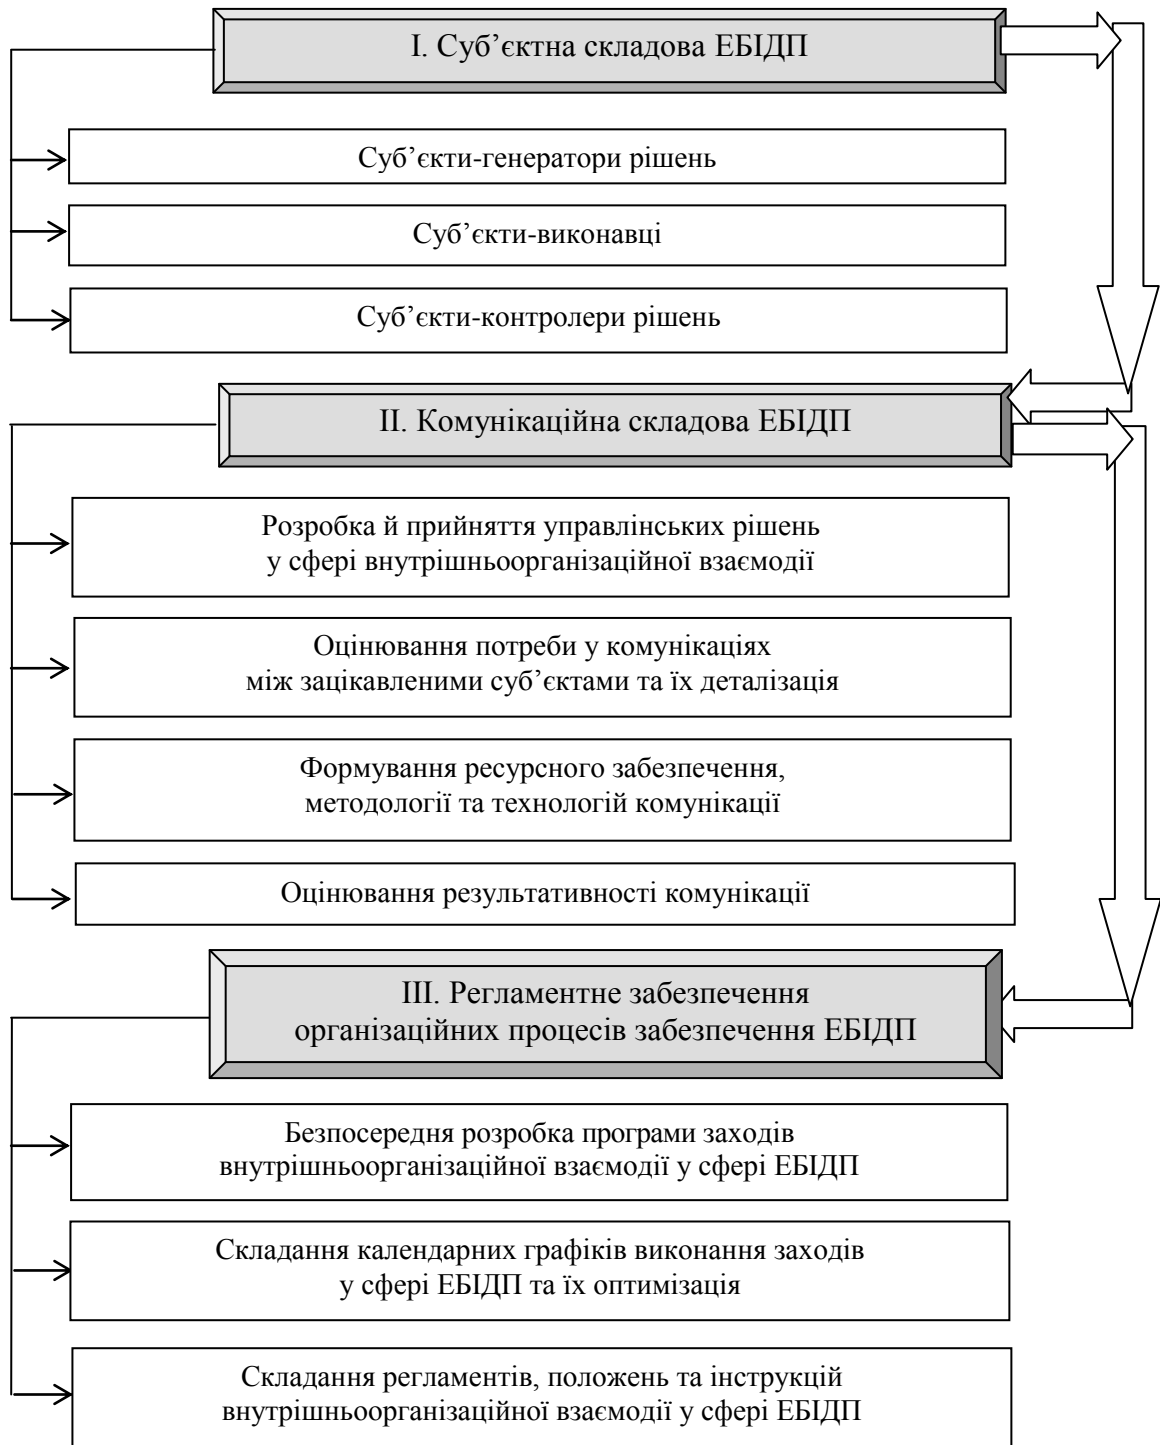 І. Суб’єктна складова ЕБІДП
Суб’єкти-генератори рішень
Суб’єкти-виконавці
Суб’єкти-контролери рішень
ІІ. Комунікаційна складова ЕБІДП
Розробка й прийняття управлінських рішень
у сфері внутрішньоорганізаційної взаємодії
Оцінювання потреби у комунікаціях
між зацікавленими суб’єктами та їх деталізація
Формування ресурсного забезпечення,
методології та технологій комунікації
Оцінювання результативності комунікації
ІІІ. Регламентне забезпечення
організаційних процесів забезпечення ЕБІДП
Безпосередня розробка програми заходів
внутрішньоорганізаційної взаємодії у сфері ЕБІДП
Складання календарних графіків виконання заходів
у сфері ЕБІДП та їх оптимізація
Складання регламентів, положень та інструкцій
внутрішньоорганізаційної взаємодії у сфері ЕБІДП